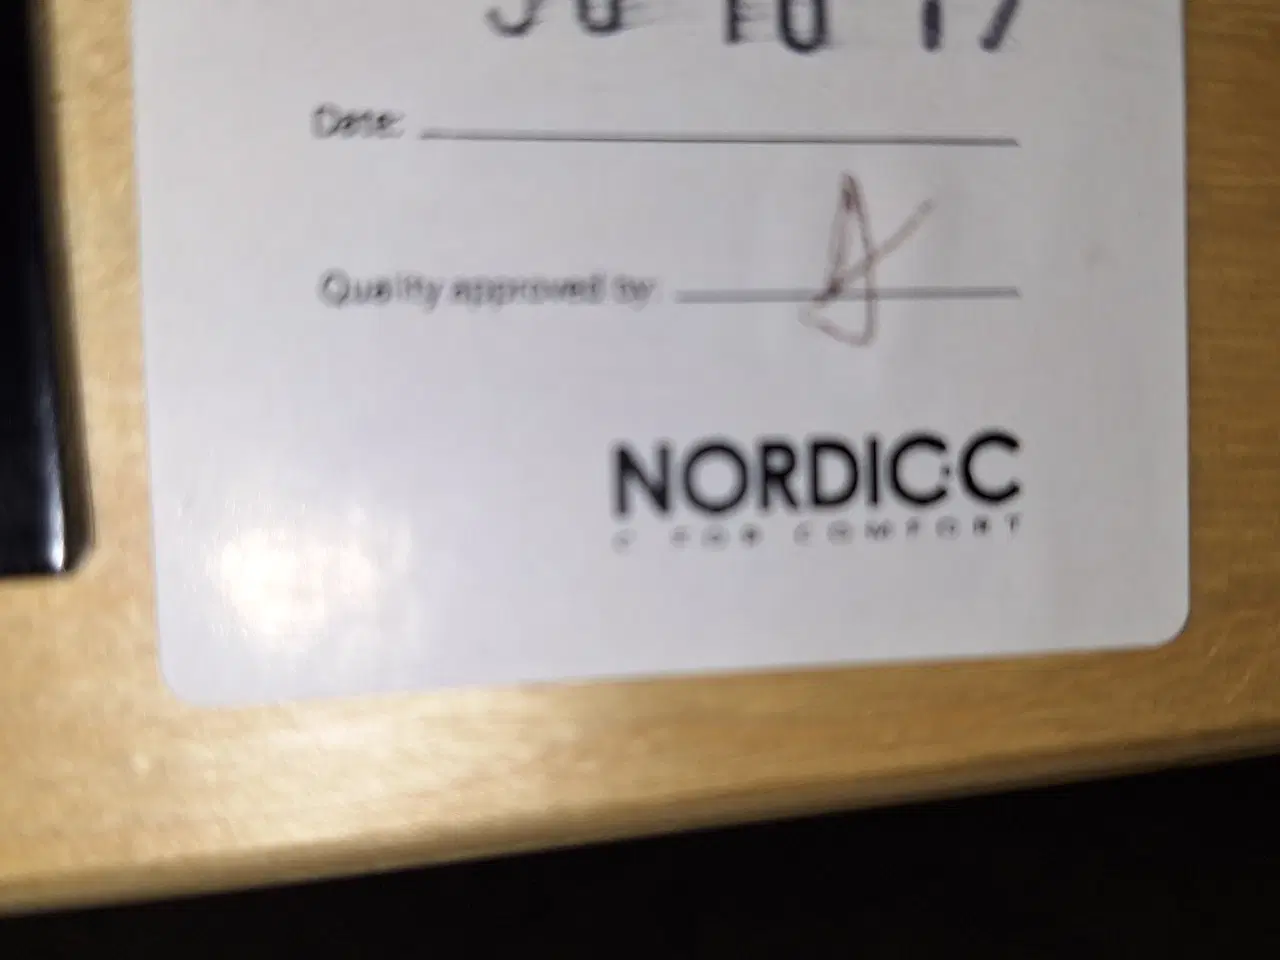 Date:
Quality approved by:
NORDIC·C
C FOR COMFORT